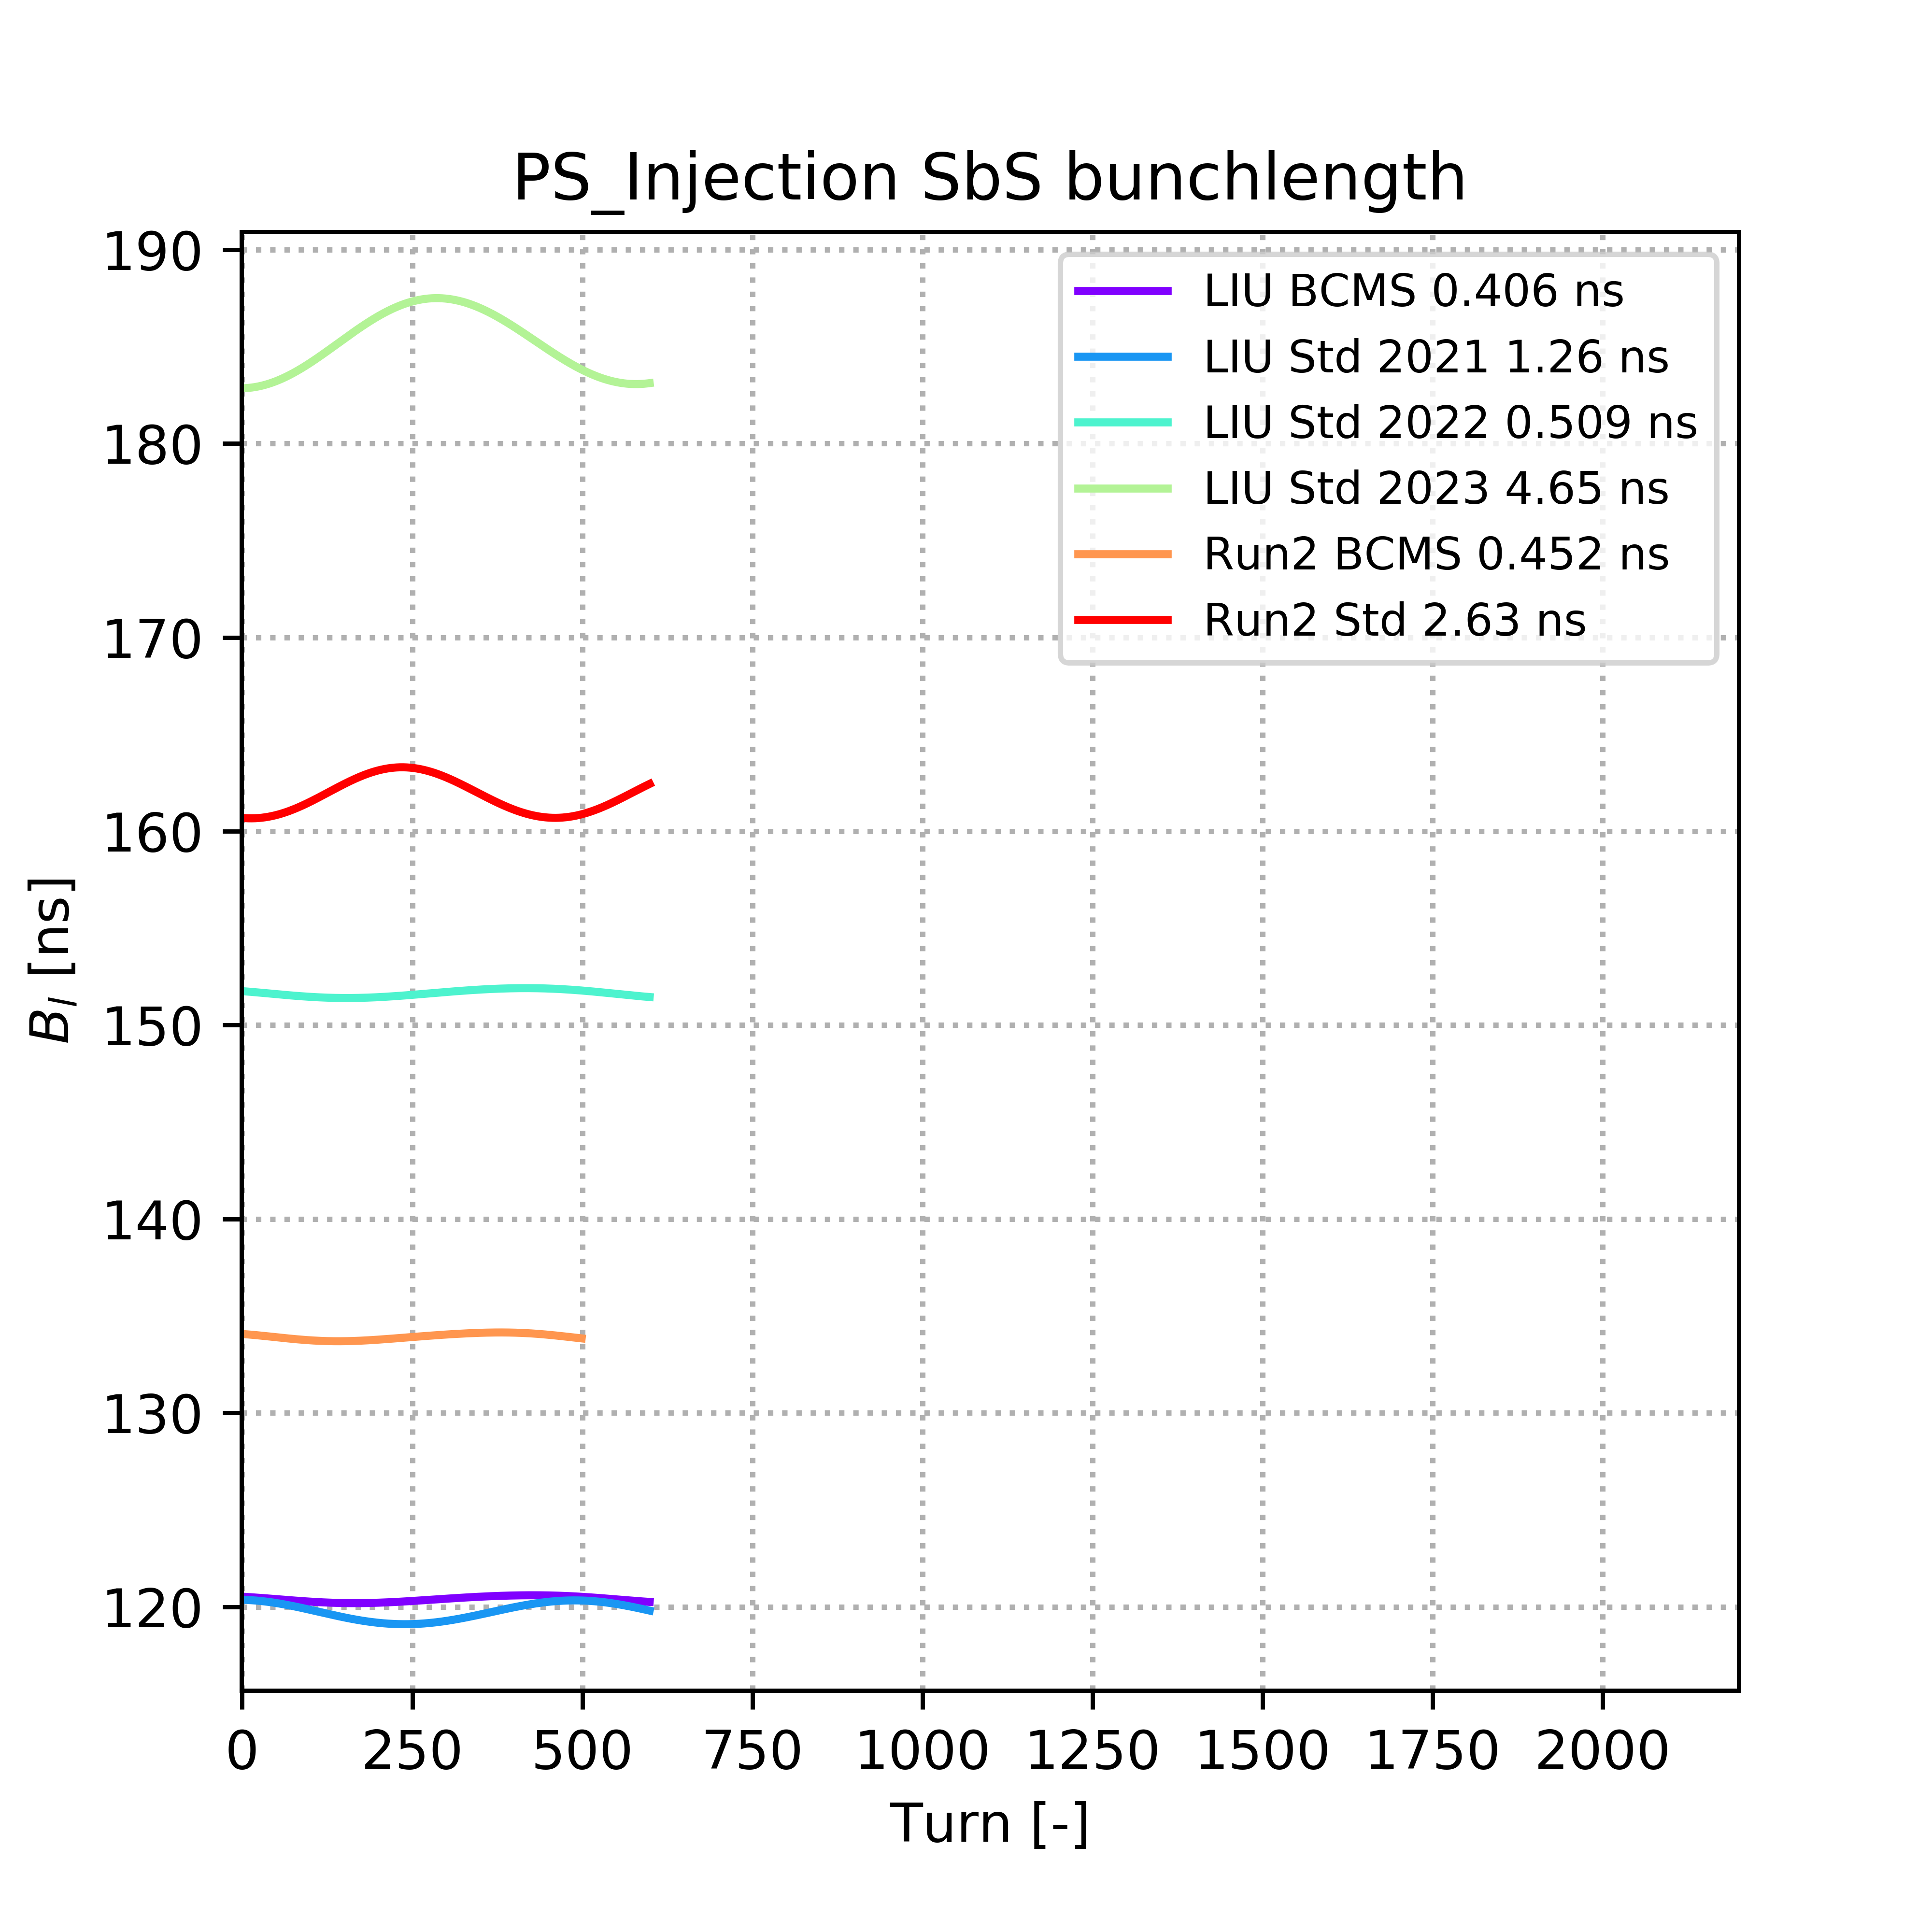 PS_Injection SbS bunchlength
190
180
170
160
150
140
130
120
B_l [ns]
LIU BCMS 0.406 ns
LIU Std 2021 1.26 ns
LIU Std 2022 0.509 ns
LIU Std 2023 4.65 ns
Run2 BCMS 0.452 ns
Run2 Std 2.63 ns
0 250 500 750 1000 1250 1500 1750 2000
Turn [-]